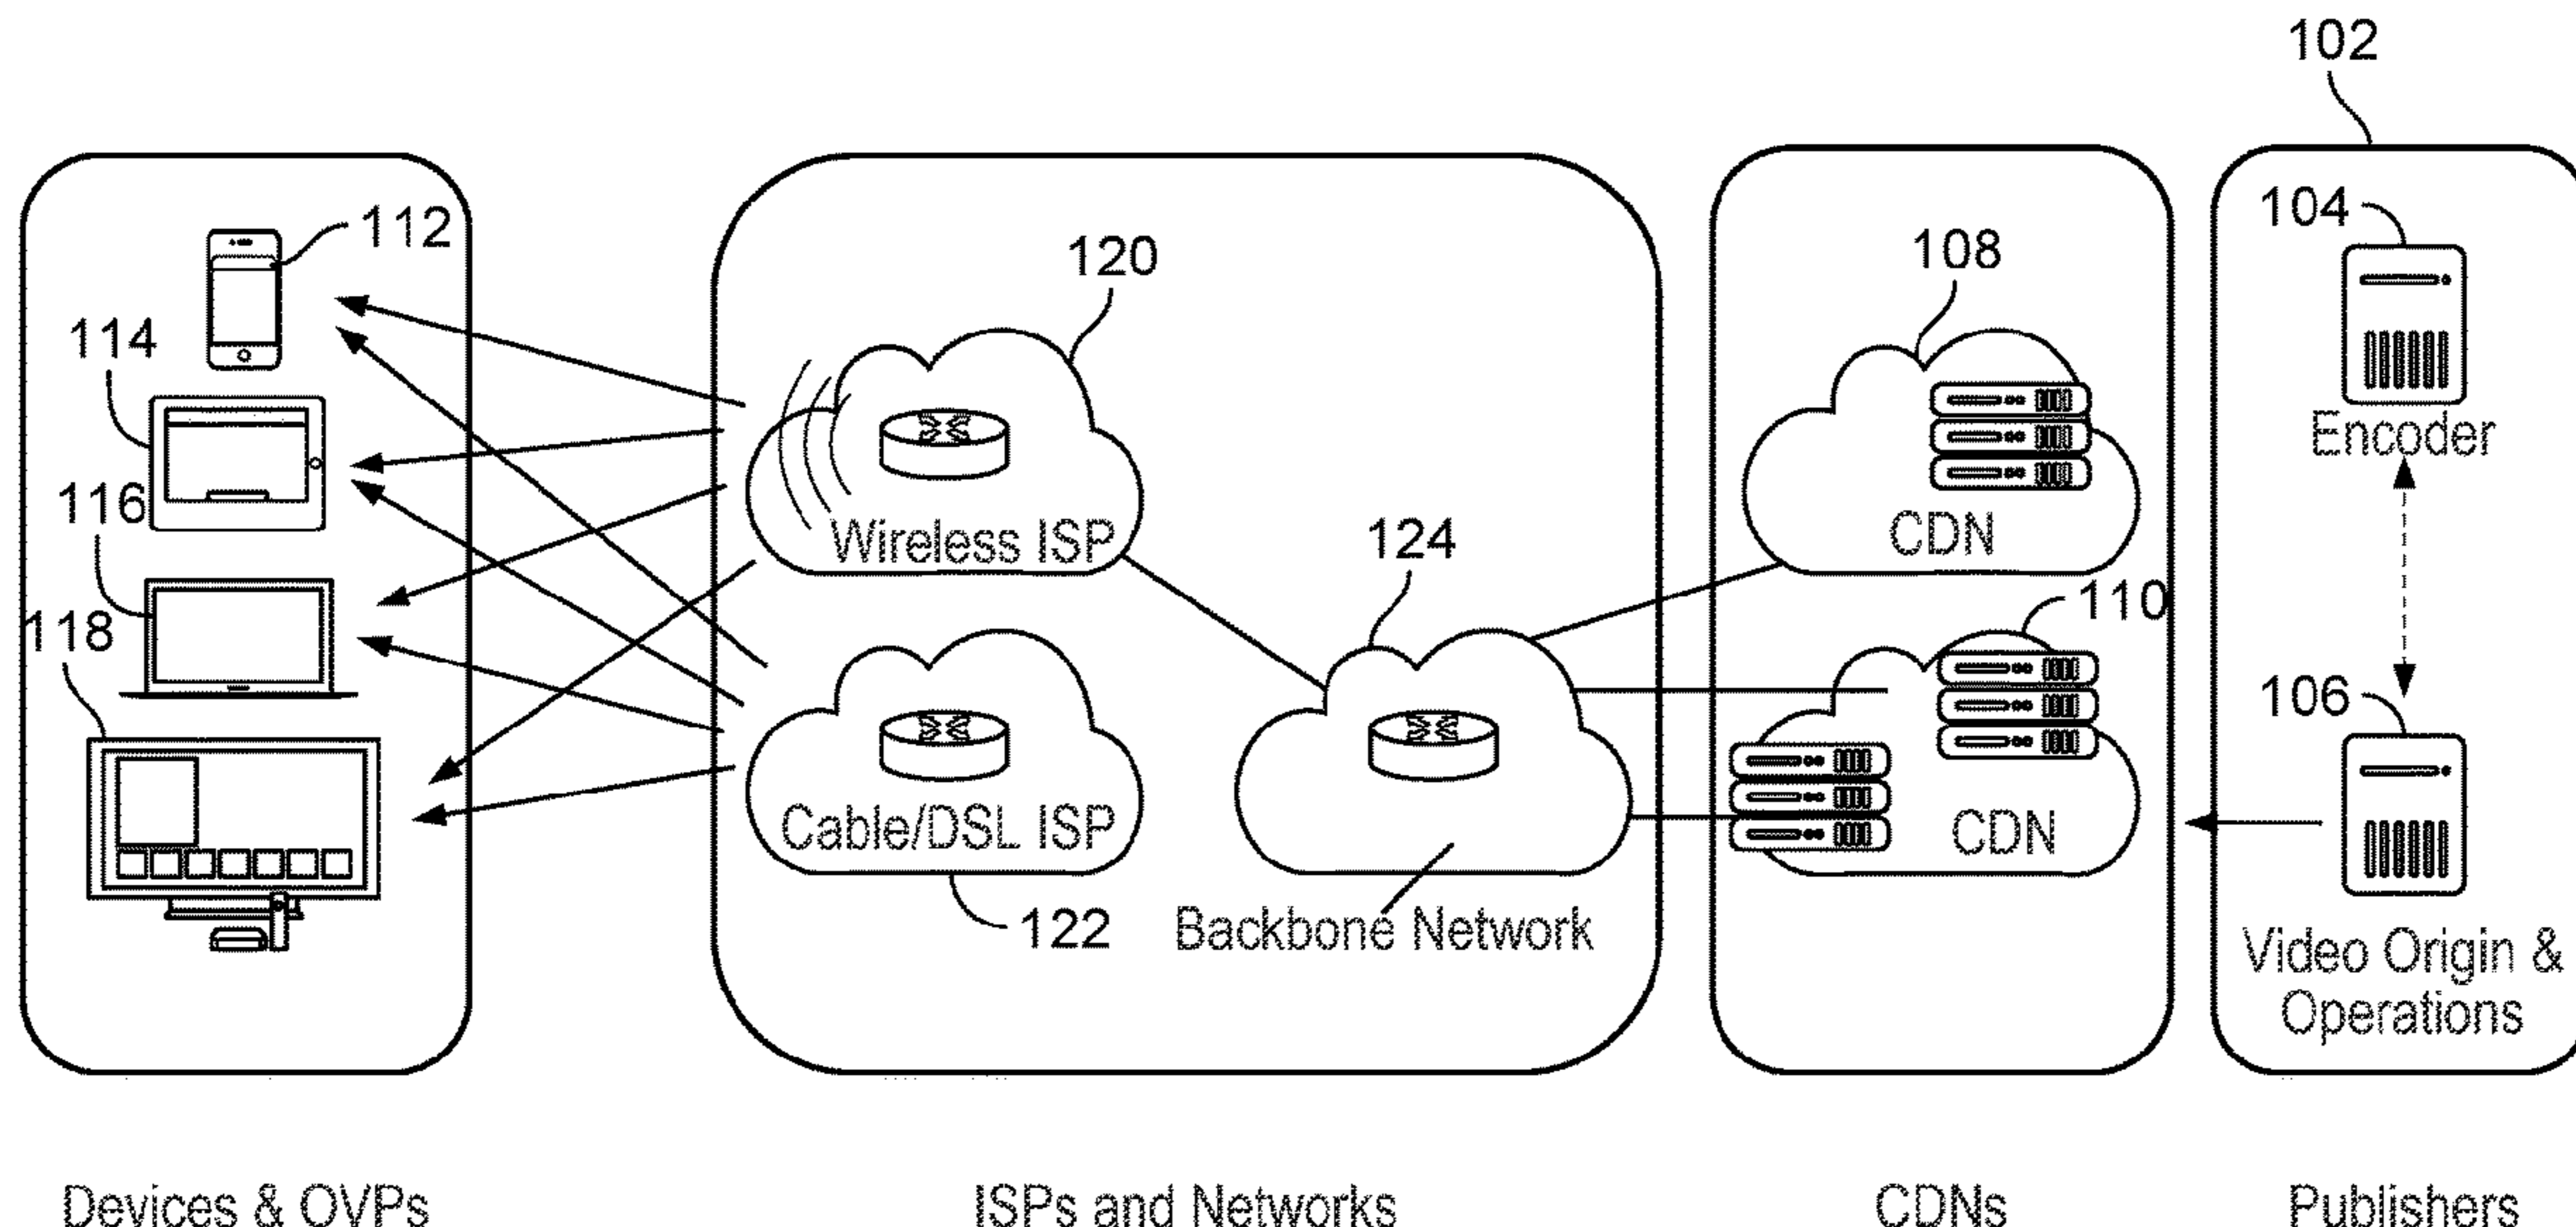 102
104
112
120
108
114
Encoder
116
Wireless ISP
124
CDN
110
118
106
Cable/DSL ISP
CDN
122
Backbone Network
Video Origin &
Operations
Devices & OVPs
ISPs and Networks
CDNs
Publishers